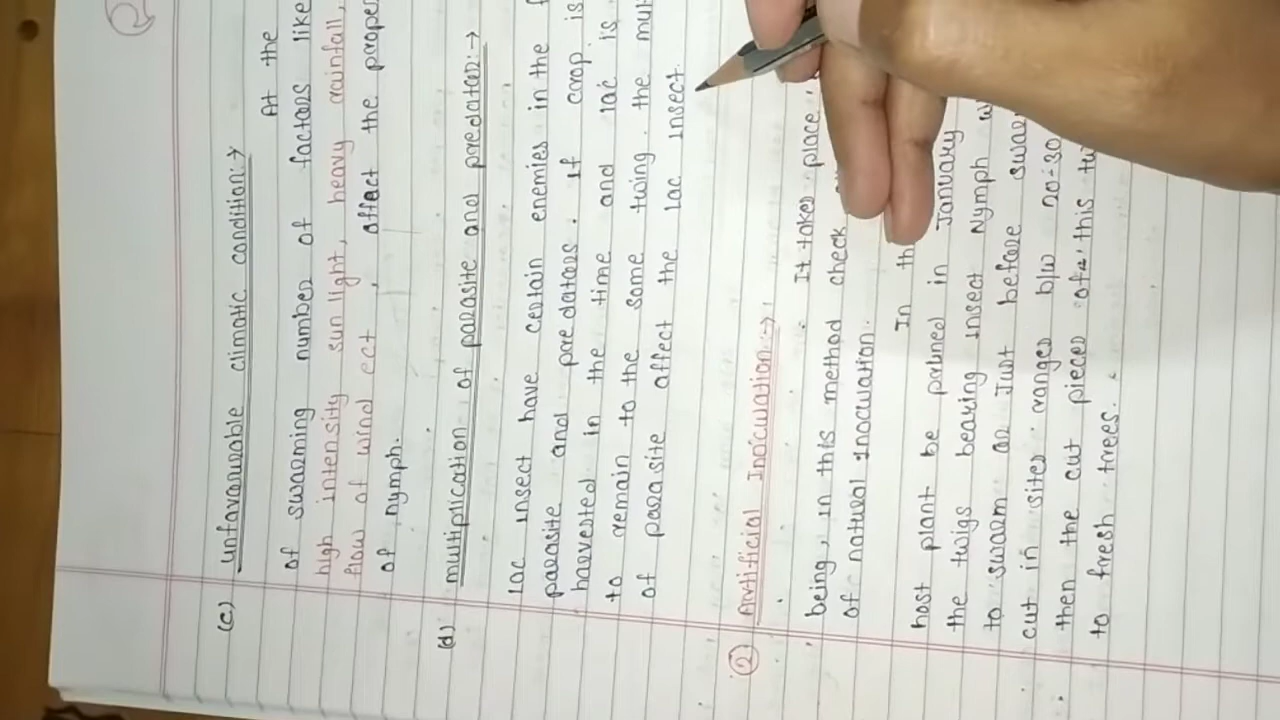 (c) unfavourable climatic condition:→
At the
of swarming number of factors like
high intensity sun light, heavy rainfall,
flow of wind ect, affect the proper
of nymph.
(d) multiplication of parasite and predator:→
Lac insect have certain enemies in the
parasite and predators. if crop is
harvested in the time and lac is
to remain to the same twing. the mul
of parasite affect the lac insect.
② Artificial Inoculation:→
It takes place,
being, in this method check
of natural inoculation.
In th
host plant be pruned in January
the twigs bearing insect Nymph
to swarm or Just before swar
cut in sites ranges b/w 20-30
then the cut pieces this
to fresh trees.